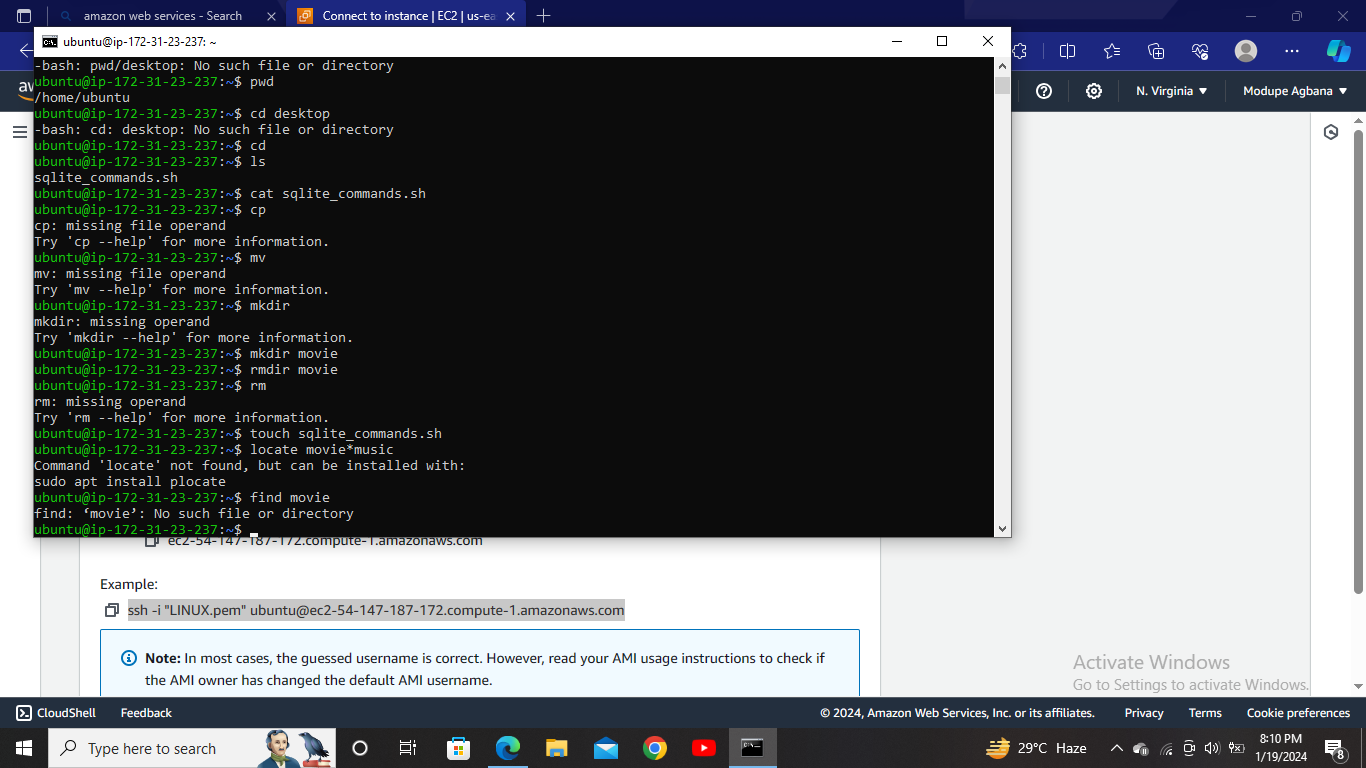 amazon web services - Search
Connect to instance | EC2 | us-ea
ubuntu@ip-172-31-23-237: ~
aw
N. Virginia
Modupe Agbana
-bash: pwd/desktop: No such file or directory
ubuntu@ip-172-31-23-237:~$ pwd
/home/ubuntu
ubuntu@ip-172-31-23-237:~$ cd desktop
-bash: cd: desktop: No such file or directory
ubuntu@ip-172-31-23-237:~$ cd
ubuntu@ip-172-31-23-237:~$ ls
sqlite_commands.sh
ubuntu@ip-172-31-23-237:~$ cat sqlite_commands.sh
ubuntu@ip-172-31-23-237:~$ cp
cp: missing file operand
Try 'cp --help' for more information.
ubuntu@ip-172-31-23-237:~$ mv
mv: missing file operand
Try 'mv --help' for more information.
ubuntu@ip-172-31-23-237:~$ mkdir
mkdir: missing operand
Try 'mkdir --help' for more information.
ubuntu@ip-172-31-23-237:~$ mkdir movie
ubuntu@ip-172-31-23-237:~$ rmdir movie
ubuntu@ip-172-31-23-237:~$ rm
rm: missing operand
Try 'rm --help' for more information.
ubuntu@ip-172-31-23-237:~$ touch sqlite_commands.sh
ubuntu@ip-172-31-23-237:~$ locate movie*music
Command 'locate' not found, but can be installed with:
sudo apt install plocate
ubuntu@ip-172-31-23-237:~$ find movie
find: ‘movie’: No such file or directory
ubuntu@ip-172-31-23-237:~$
ec2-54-147-187-172.compute-1.amazonaws.com
Example:
ssh -i "LINUX.pem" ubuntu@ec2-54-147-187-172.compute-1.amazonaws.com
Note: In most cases, the guessed username is correct. However, read your AMI usage instructions to check if
the AMI owner has changed the default AMI username.
Activate Windows
Go to Settings to activate Windows.
CloudShell
Feedback
© 2024, Amazon Web Services, Inc. or its affiliates.
Privacy
Terms
Cookie preferences
Type here to search
29°C Haze
8:10 PM
1/19/2024
8